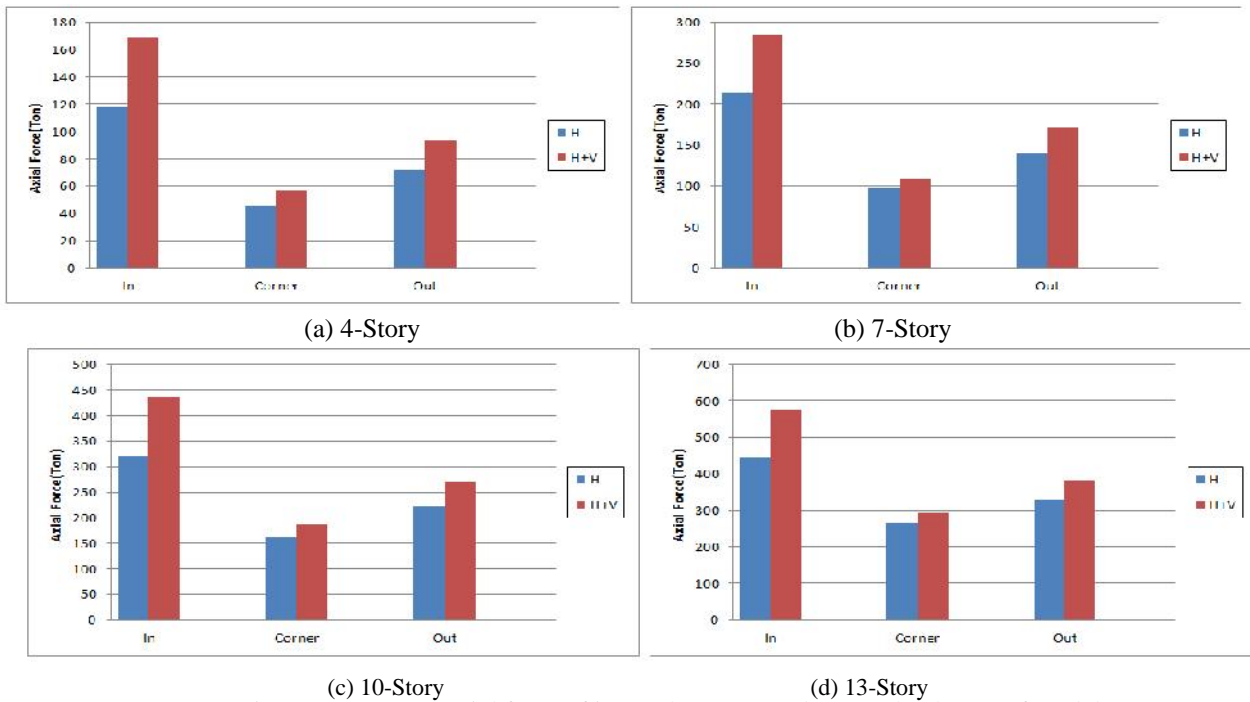 180
160
140
120
100
80
60
40
20
0
Axial Force(Ton)
In
Corner
Out
H
H+V
(a) 4-Story
300
250
200
150
100
50
0
Axial Force(Ton)
In
Corner
Out
H
H+V
(b) 7-Story
500
450
400
350
300
250
200
150
100
50
0
Axial Force(Ton)
In
Corner
Out
H
H+V
(c) 10-Story
700
600
500
400
300
200
100
0
Axial Force(Ton)
In
Corner
Out
H
H+V
(d) 13-Story